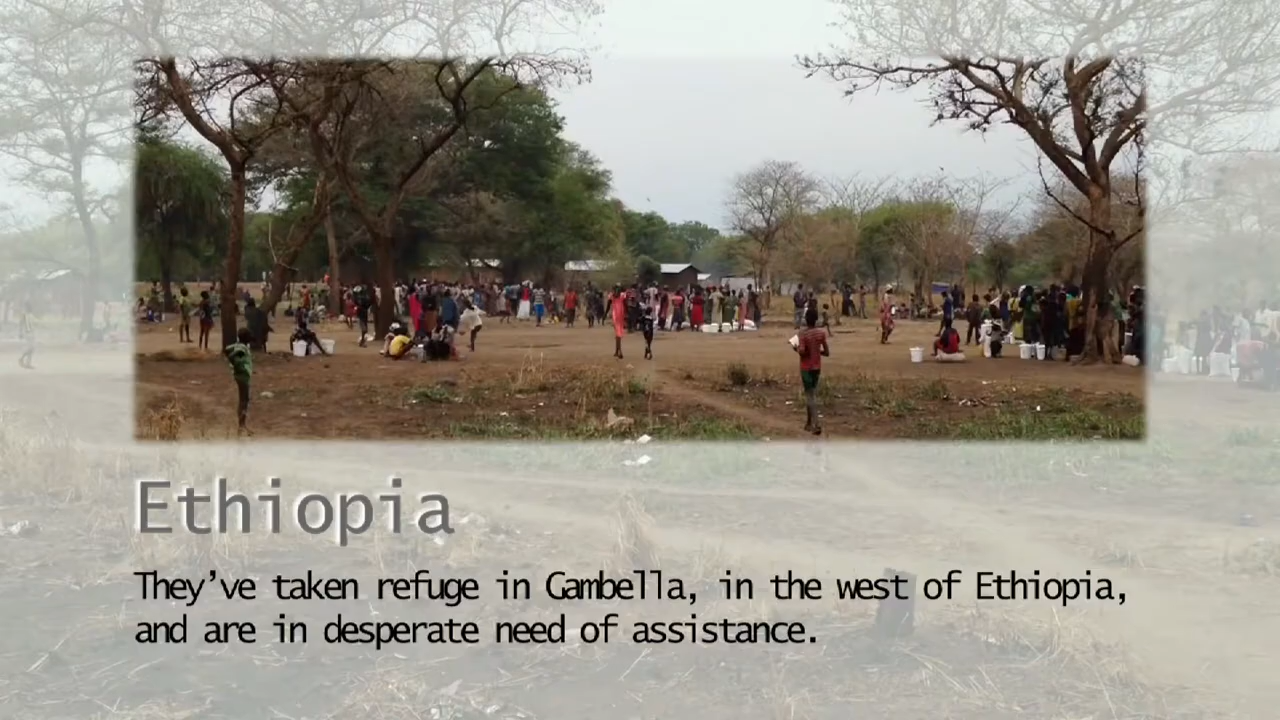 Ethiopia
They’ve taken refuge in Gambella, in the west of Ethiopia,
and are in desperate need of assistance.